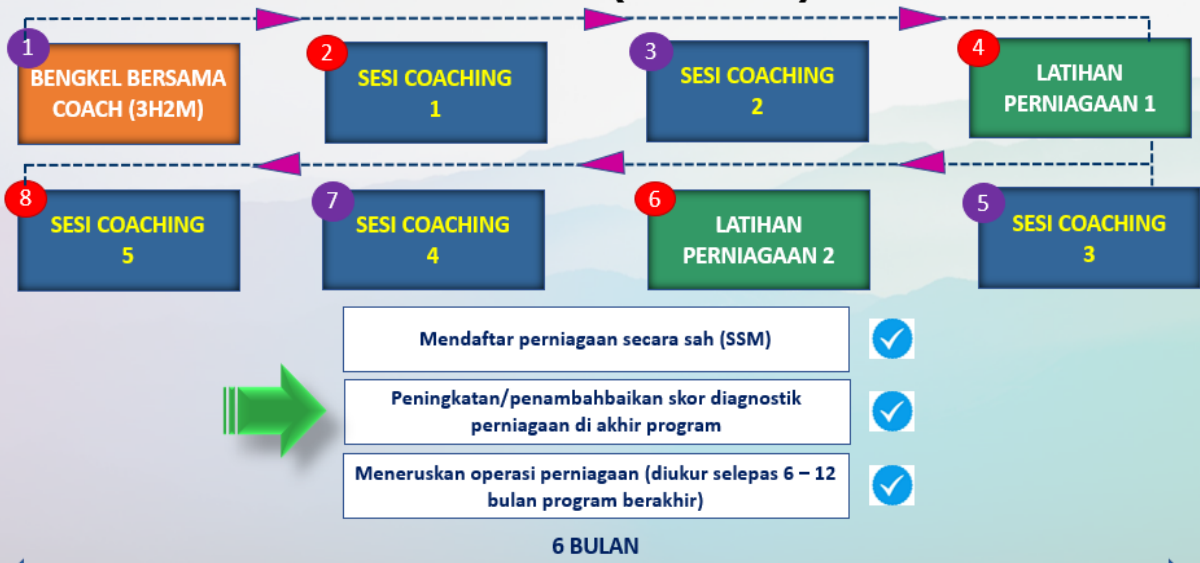 1
BENGKEL BERSAMA
COACH (3H2M)
2
SESI COACHING
1
3
SESI COACHING
2
4
LATIHAN
PERNIAGAAN 1
5
SESI COACHING
3
6
LATIHAN
PERNIAGAAN 2
7
SESI COACHING
4
8
SESI COACHING
5
Mendaftar perniagaan secara sah (SSM)
Peningkatan/penambahbaikan skor diagnostik
perniagaan di akhir program
Meneruskan operasi perniagaan (diukur selepas 6 – 12
bulan program berakhir)
6 BULAN